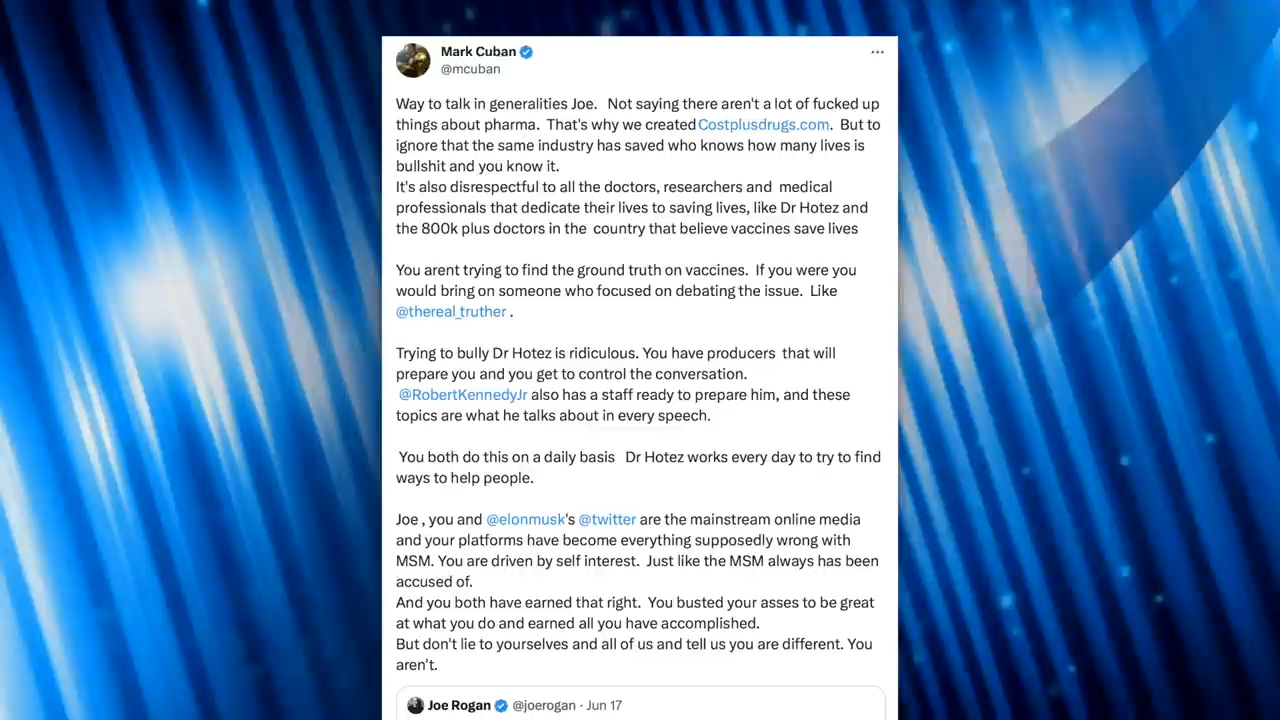 Mark Cuban
@mcuban
Way to talk in generalities Joe.   Not saying there aren't a lot of fucked up
things about pharma.  That's why we created Costplusdrugs.com.  But to
ignore that the same industry has saved who knows how many lives is
bullshit and you know it.
It's also disrespectful to all the doctors, researchers and  medical
professionals that dedicate their lives to saving lives, like Dr Hotez and
the 800k plus doctors in the  country that believe vaccines save lives
You arent trying to find the ground truth on vaccines.  If you were you
would bring on someone who focused on debating the issue.  Like
@thereal_truther .
Trying to bully Dr Hotez is ridiculous. You have producers  that will
prepare you and you get to control the conversation.
@RobertKennedyJr also has a staff ready to prepare him, and these
topics are what he talks about in every speech.
You both do this on a daily basis   Dr Hotez works every day to try to find
ways to help people.
Joe , you and @elonmusk's @twitter are the mainstream online media
and your platforms have become everything supposedly wrong with
MSM. You are driven by self interest.  Just like the MSM always has been
accused of.
And you both have earned that right.  You busted your asses to be great
at what you do and earned all you have accomplished.
But don't lie to yourselves and all of us and tell us you are different. You
aren't.
Joe Rogan @joerogan · Jun 17